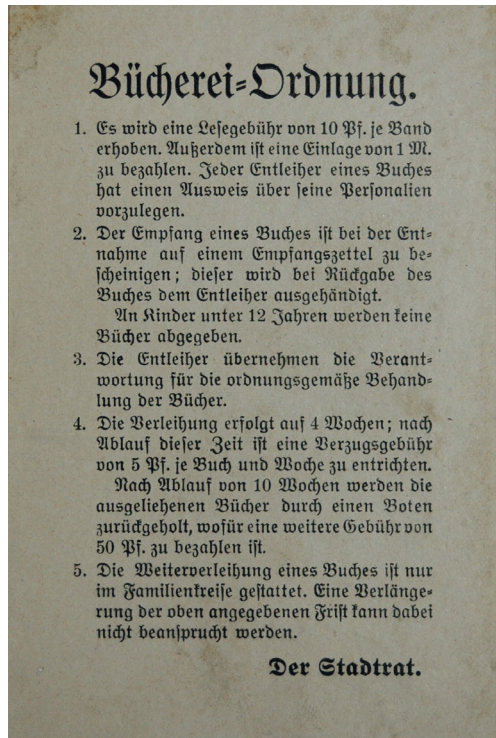 Bücherei-Ordnung.
1. Es wird eine Lesegebühr von 10 Pf. je Band
erhoben. Außerdem ist eine Einlage von 1 M.
zu bezahlen. Jeder Entleiher eines Buches
hat einen Ausweis über seine Personalien
vorzulegen.
2. Der Empfang eines Buches ist bei der Ent-
nahme auf einem Empfangszettel zu be-
scheinigen; dieser wird bei Rückgabe des
Buches dem Entleiher ausgehändigt.
An Kinder unter 12 Jahren werden keine
Bücher abgegeben.
3. Die Entleiher übernehmen die Verant-
wortung für die ordnungsgemäße Behand-
lung der Bücher.
4. Die Verleihung erfolgt auf 4 Wochen; nach
Ablauf dieser Zeit ist eine Verzugsgebühr
von 5 Pf. je Buch und Woche zu entrichten.
Nach Ablauf von 10 Wochen werden die
ausgeliehenen Bücher durch einen Boten
zurückgeholt, wofür eine weitere Gebühr von
50 Pf. zu bezahlen ist.
5. Die Weiterverleihung eines Buches ist nur
im Familienkreise gestattet. Eine Verlänge-
rung der oben angegebenen Frist kann dabei
nicht beansprucht werden.
Der Stadtrat.